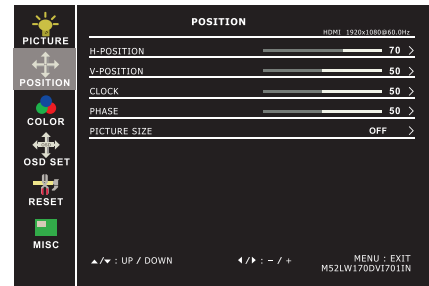 POSITION
HDMI 1920x1080@60.0Hz
PICTURE
POSITION
COLOR
OSD
OSD SET
RESET
MISC
H-POSITION 70 >
V-POSITION 50 >
CLOCK 50 >
PHASE 50 >
PICTURE SIZE OFF >
▲/▼ : UP / DOWN ◀/▶ : - / + MENU : EXIT
M52LW170DVI701IN